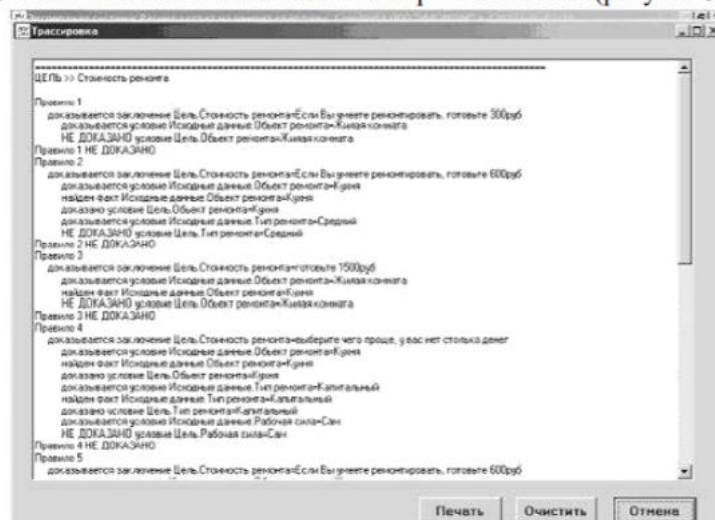 Трассировка
ЦЕЛЬ >> Стоимость ремонта
Правило 1
доказывается заключение Цель.Стоимость ремонта=Если Вы умеете ремонтировать, готовьте 300руб
доказывается условие Исходные данные.Объект ремонта=Жилая комната
НЕ ДОКАЗАНО условие Цель.Объект ремонта=Жилая комната
Правило 1 НЕ ДОКАЗАНО
Правило 2
доказывается заключение Цель.Стоимость ремонта=Если Вы умеете ремонтировать, готовьте 600руб
доказывается условие Исходные данные.Объект ремонта=Кухня
найден факт Исходные данные.Объект ремонта=Кухня
доказано условие Цель.Объект ремонта=Кухня
доказывается условие Исходные данные.Тип ремонта=Средний
НЕ ДОКАЗАНО условие Цель.Тип ремонта=Средний
Правило 2 НЕ ДОКАЗАНО
Правило 3
доказывается заключение Цель.Стоимость ремонта=готовьте 1500руб
доказывается условие Исходные данные.Объект ремонта=Жилая комната
найден факт Исходные данные.Объект ремонта=Кухня
НЕ ДОКАЗАНО условие Цель.Объект ремонта=Жилая комната
Правило 3 НЕ ДОКАЗАНО
Правило 4
доказывается заключение Цель.Стоимость ремонта=выберите чего проще, у вас нет столька денег
доказывается условие Исходные данные.Объект ремонта=Кухня
найден факт Исходные данные.Объект ремонта=Кухня
доказано условие Цель.Объект ремонта=Кухня
доказывается условие Исходные данные.Тип ремонта=Капитальный
найден факт Исходные данные.Тип ремонта=Капитальный
доказано условие Цель.Тип ремонта=Капитальный
доказывается условие Исходные данные.Рабочая сила=Сам
НЕ ДОКАЗАНО условие Цель.Рабочая сила=Сам
Правило 4 НЕ ДОКАЗАНО
Правило 5
доказывается заключение Цель.Стоимость ремонта=Если Вы умеете ремонтировать, готовьте 600руб
Печать Очистить Отмена